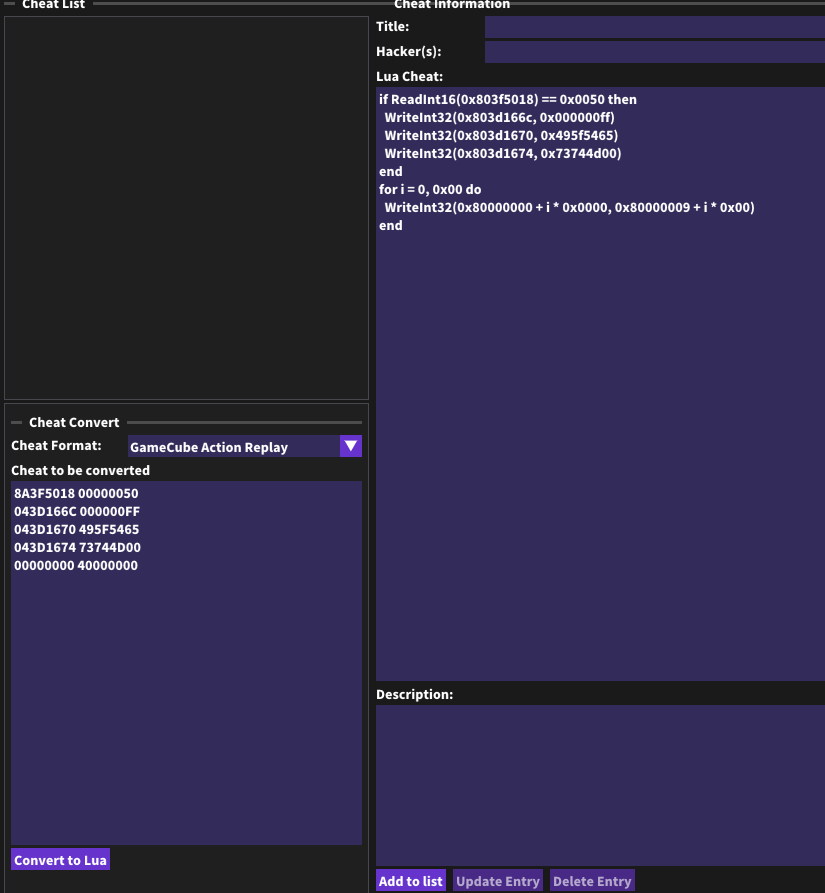 Cheat List
Cheat Convert
Cheat Format:
GameCube Action Replay
Cheat to be converted
8A3F5018 00000050
043D166C 000000FF
043D1670 495F5465
043D1674 73744D00
00000000 40000000
Convert to Lua
Cheat Information
Title:
Hacker(s):
Lua Cheat:
if ReadInt16(0x803f5018) == 0x0050 then
  WriteInt32(0x803d166c, 0x000000ff)
  WriteInt32(0x803d1670, 0x495f5465)
  WriteInt32(0x803d1674, 0x73744d00)
end
for i = 0, 0x00 do
  WriteInt32(0x80000000 + i * 0x0000, 0x80000009 + i * 0x00)
end
Description:
Add to list
Update Entry
Delete Entry